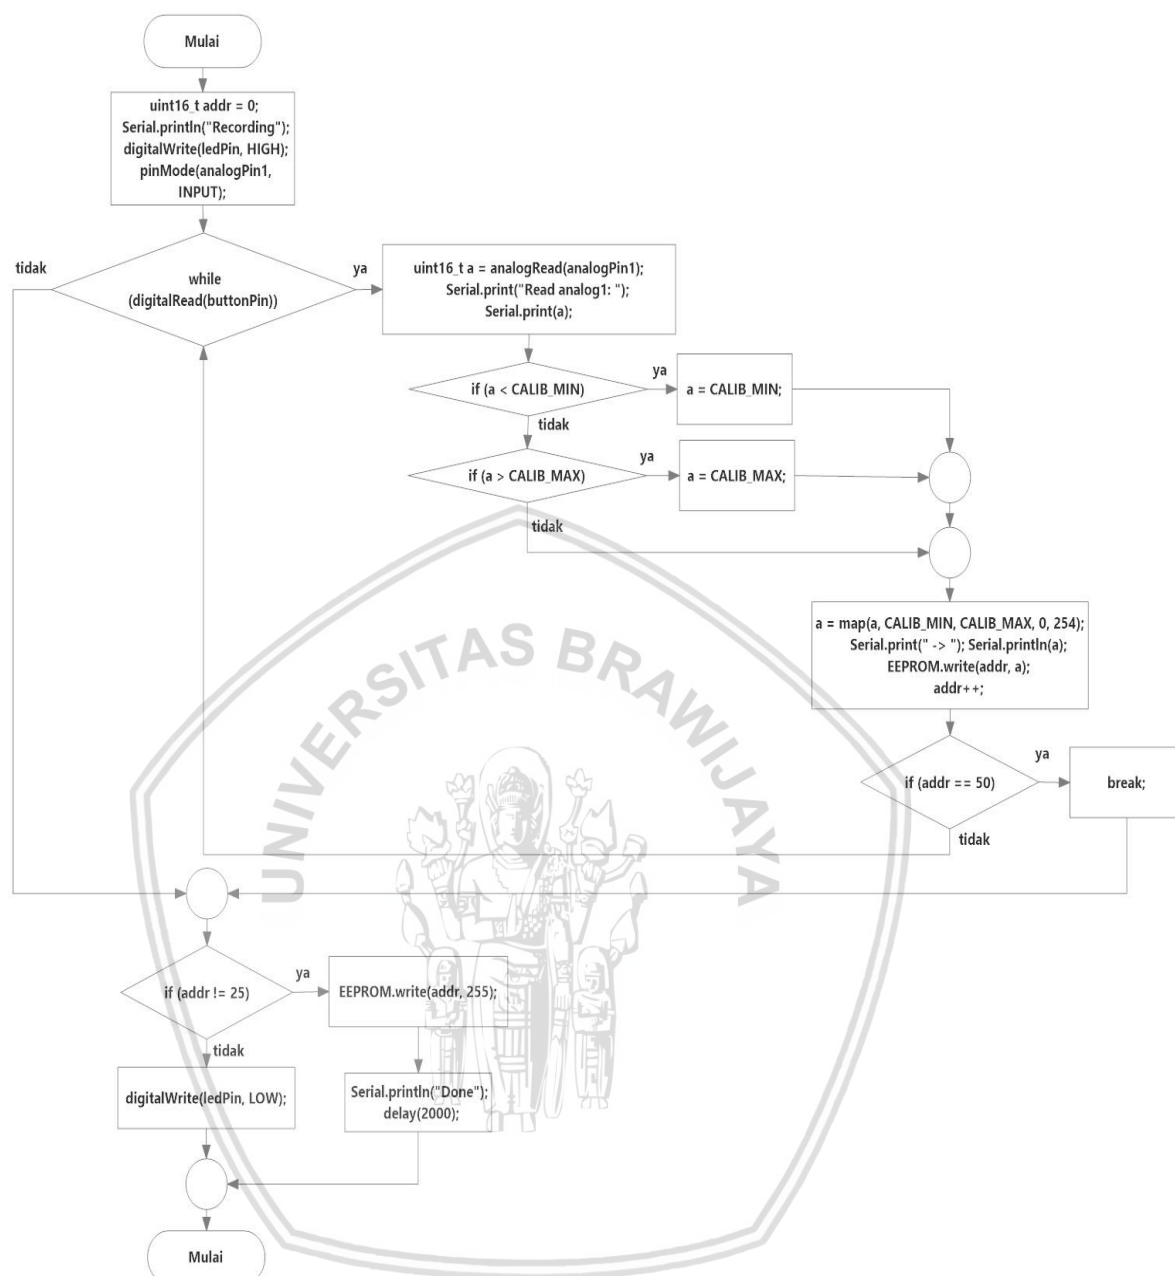 Mulai
uint16_t addr = 0;
Serial.println("Recording");
digitalWrite(ledPin, HIGH);
pinMode(analogPin1,
INPUT);
tidak
while
(digitalRead(buttonPin))
ya
uint16_t a = analogRead(analogPin1);
Serial.print("Read analog1: ");
Serial.print(a);
if (a < CALIB_MIN)
ya
a = CALIB_MIN;
tidak
if (a > CALIB_MAX)
ya
a = CALIB_MAX;
tidak
a = map(a, CALIB_MIN, CALIB_MAX, 0, 254);
Serial.print(" -> "); Serial.println(a);
EEPROM.write(addr, a);
addr++;
if (addr == 50)
ya
break;
tidak
UNIVERSITAS BRAWIJAYA
if (addr != 25)
ya
EEPROM.write(addr, 255);
tidak
digitalWrite(ledPin, LOW);
Serial.println("Done");
delay(2000);
Mulai